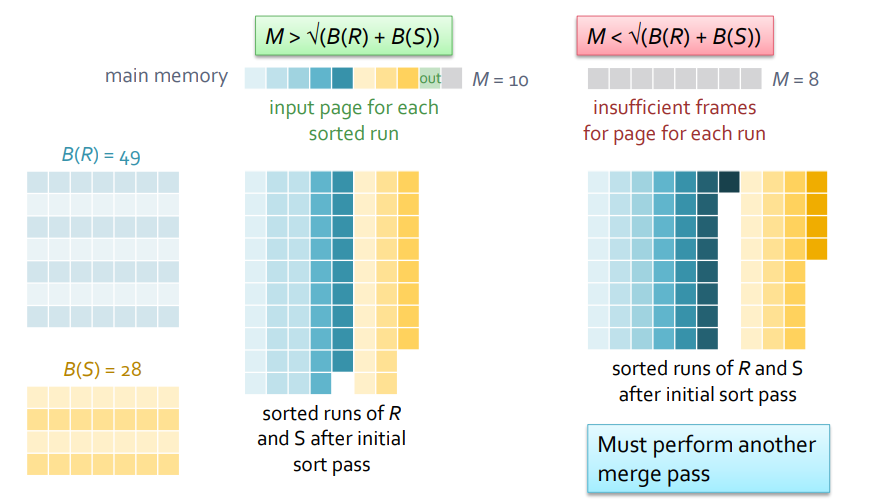 M > √(B(R) + B(S))
M < √(B(R) + B(S))
main memory
out
M = 10
M = 8
input page for each
sorted run
insufficient frames
for page for each run
B(R) = 49
B(S) = 28
sorted runs of R
and S after initial
sort pass
sorted runs of R and S
after initial sort pass
Must perform another
merge pass